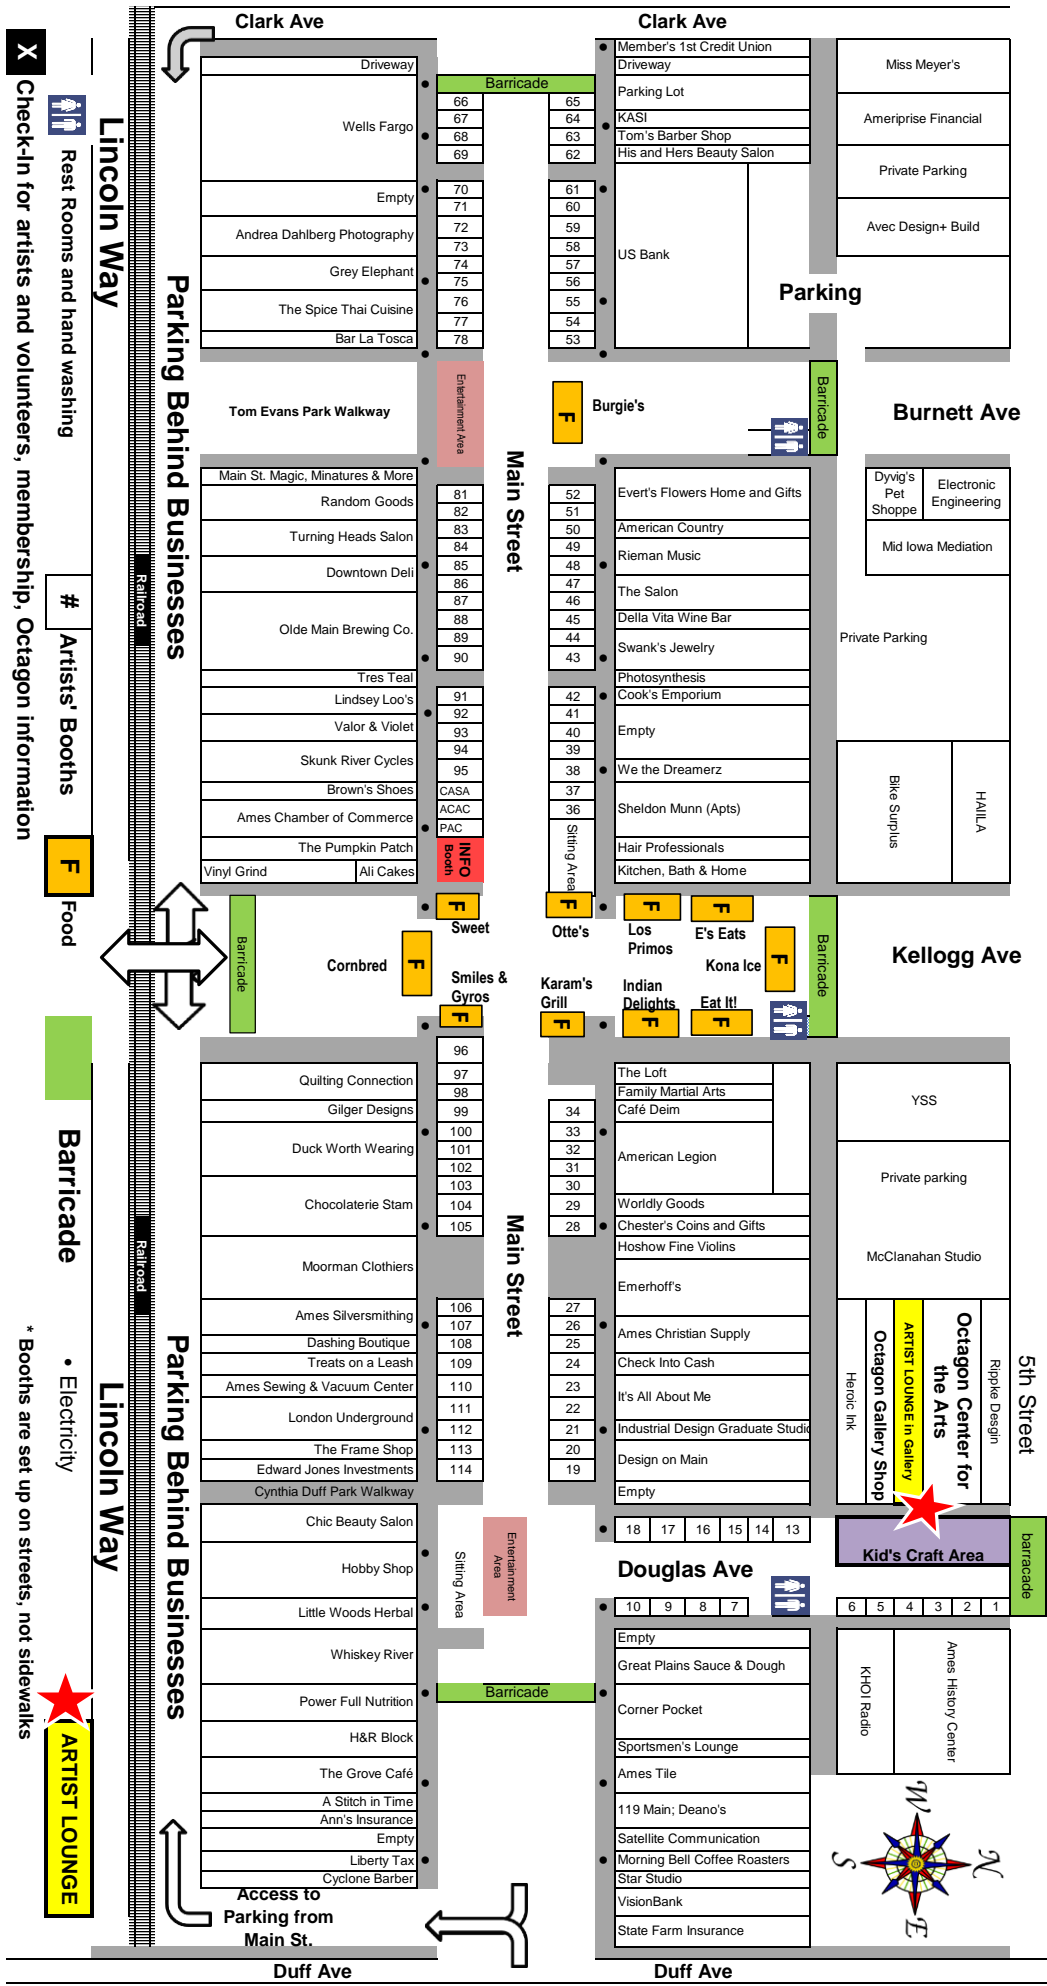 Clark Ave
Clark Ave
X Check-In for artists and volunteers, membership, Octagon information
Rest Rooms and hand washing
# Artists' Booths
F Food
Barricade
• Electricity
* Booths are set up on streets, not sidewalks
ARTIST LOUNGE
Lincoln Way
Lincoln Way
Railroad
Railroad
Parking Behind Businesses
Parking Behind Businesses
Driveway
Wells Fargo
Empty
Andrea Dahlberg Photography
Grey Elephant
The Spice Thai Cuisine
Bar La Tosca
Barricade
66
67
68
69
70
71
72
73
74
75
76
77
78
65
64
63
62
61
60
59
58
57
56
55
54
53
Member's 1st Credit Union
Driveway
Parking Lot
KASI
Tom's Barber Shop
His and Hers Beauty Salon
US Bank
Miss Meyer's
Ameriprise Financial
Private Parking
Avec Design+ Build
Parking
Tom Evans Park Walkway
Entertainment Area
F
Burgie's
Barricade
Burnett Ave
Main Street
Main St. Magic, Minatures & More
Random Goods
Turning Heads Salon
Downtown Deli
Olde Main Brewing Co.
Tres Teal
Lindsey Loo's
Valor & Violet
Skunk River Cycles
Brown's Shoes
Ames Chamber of Commerce
The Pumpkin Patch
Vinyl Grind
Ali Cakes
81
82
83
84
85
86
87
88
89
90
91
92
93
94
95
CASA
ACAC
PAC
INFO
Booth
52
51
50
49
48
47
46
45
44
43
42
41
40
39
38
37
36
Sitting Area
Evert's Flowers Home and Gifts
American Country
Rieman Music
The Salon
Della Vita Wine Bar
Swank's Jewelry
Photosynthesis
Cook's Emporium
Empty
We the Dreamerz
Sheldon Munn (Apts)
Hair Professionals
Kitchen, Bath & Home
Dyvig's
Pet
Shoppe
Electronic
Engineering
Mid Iowa Mediation
Private Parking
Bike Surplus
HAIILA
Barricade
Cornbred
F
F
Sweet
Smiles &
Gyros
F
F
Otte's
Karam's
Grill
F
F
Los
Primos
Indian
Delights
F
F
E's Eats
Eat It!
F
Kona Ice
F
Barricade
Kellogg Ave
Quilting Connection
Gilger Designs
Duck Worth Wearing
Chocolaterie Stam
Moorman Clothiers
Ames Silversmithing
Dashing Boutique
Treats on a Leash
Ames Sewing & Vacuum Center
London Underground
The Frame Shop
Edward Jones Investments
Cynthia Duff Park Walkway
96
97
98
99
100
101
102
103
104
105
106
107
108
109
110
111
112
113
114
Main Street
34
33
32
31
30
29
28
27
26
25
24
23
22
21
20
19
The Loft
Family Martial Arts
Café Deim
American Legion
Worldly Goods
Chester's Coins and Gifts
Hoshow Fine Violins
Emerhoff's
Ames Christian Supply
Check Into Cash
It's All About Me
Industrial Design Graduate Studio
Design on Main
Empty
YSS
Private parking
McClanahan Studio
Heroic Ink
Octagon Gallery Shop
ARTIST LOUNGE in Gallery
Octagon Center for
the Arts
Rippke Desgin
5th Street
Chic Beauty Salon
Hobby Shop
Little Woods Herbal
Whiskey River
Power Full Nutrition
H&R Block
The Grove Café
A Stitch in Time
Ann's Insurance
Empty
Liberty Tax
Cyclone Barber
Sitting Area
Entertainment
Area
18 17 16 15 14 13
Kid's Craft Area
barracade
Douglas Ave
10 9 8 7
6 5 4 3 2 1
Barricade
Empty
Great Plains Sauce & Dough
Corner Pocket
Sportsmen's Lounge
Ames Tile
119 Main; Deano's
Satellite Communication
Morning Bell Coffee Roasters
Star Studio
VisionBank
State Farm Insurance
KHOI Radio
Ames History Center
W
N
S
E
Access to
Parking from
Main St.
Duff Ave
Duff Ave